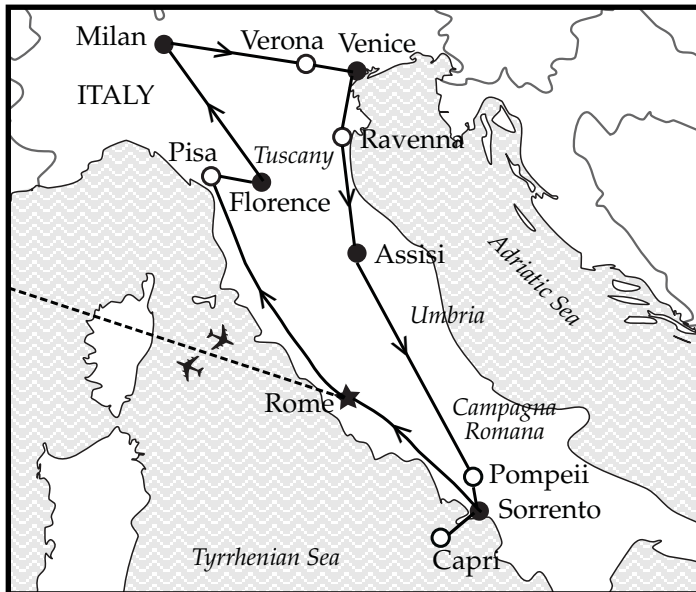 Milan
Verona
Venice
ITALY
Ravenna
Pisa
Tuscany
Florence
Assisi
Adriatic Sea
Umbria
Rome
Campagna
Romana
Pompeii
Sorrento
Capri
Tyrrhenian Sea